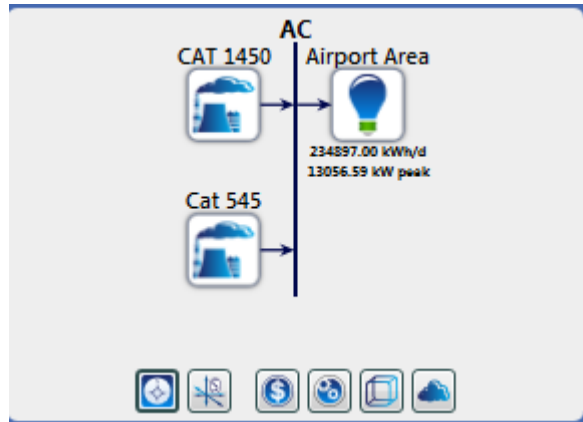 AC
CAT 1450
Airport Area
234897.00 kWh/d
13056.59 kW peak
Cat 545